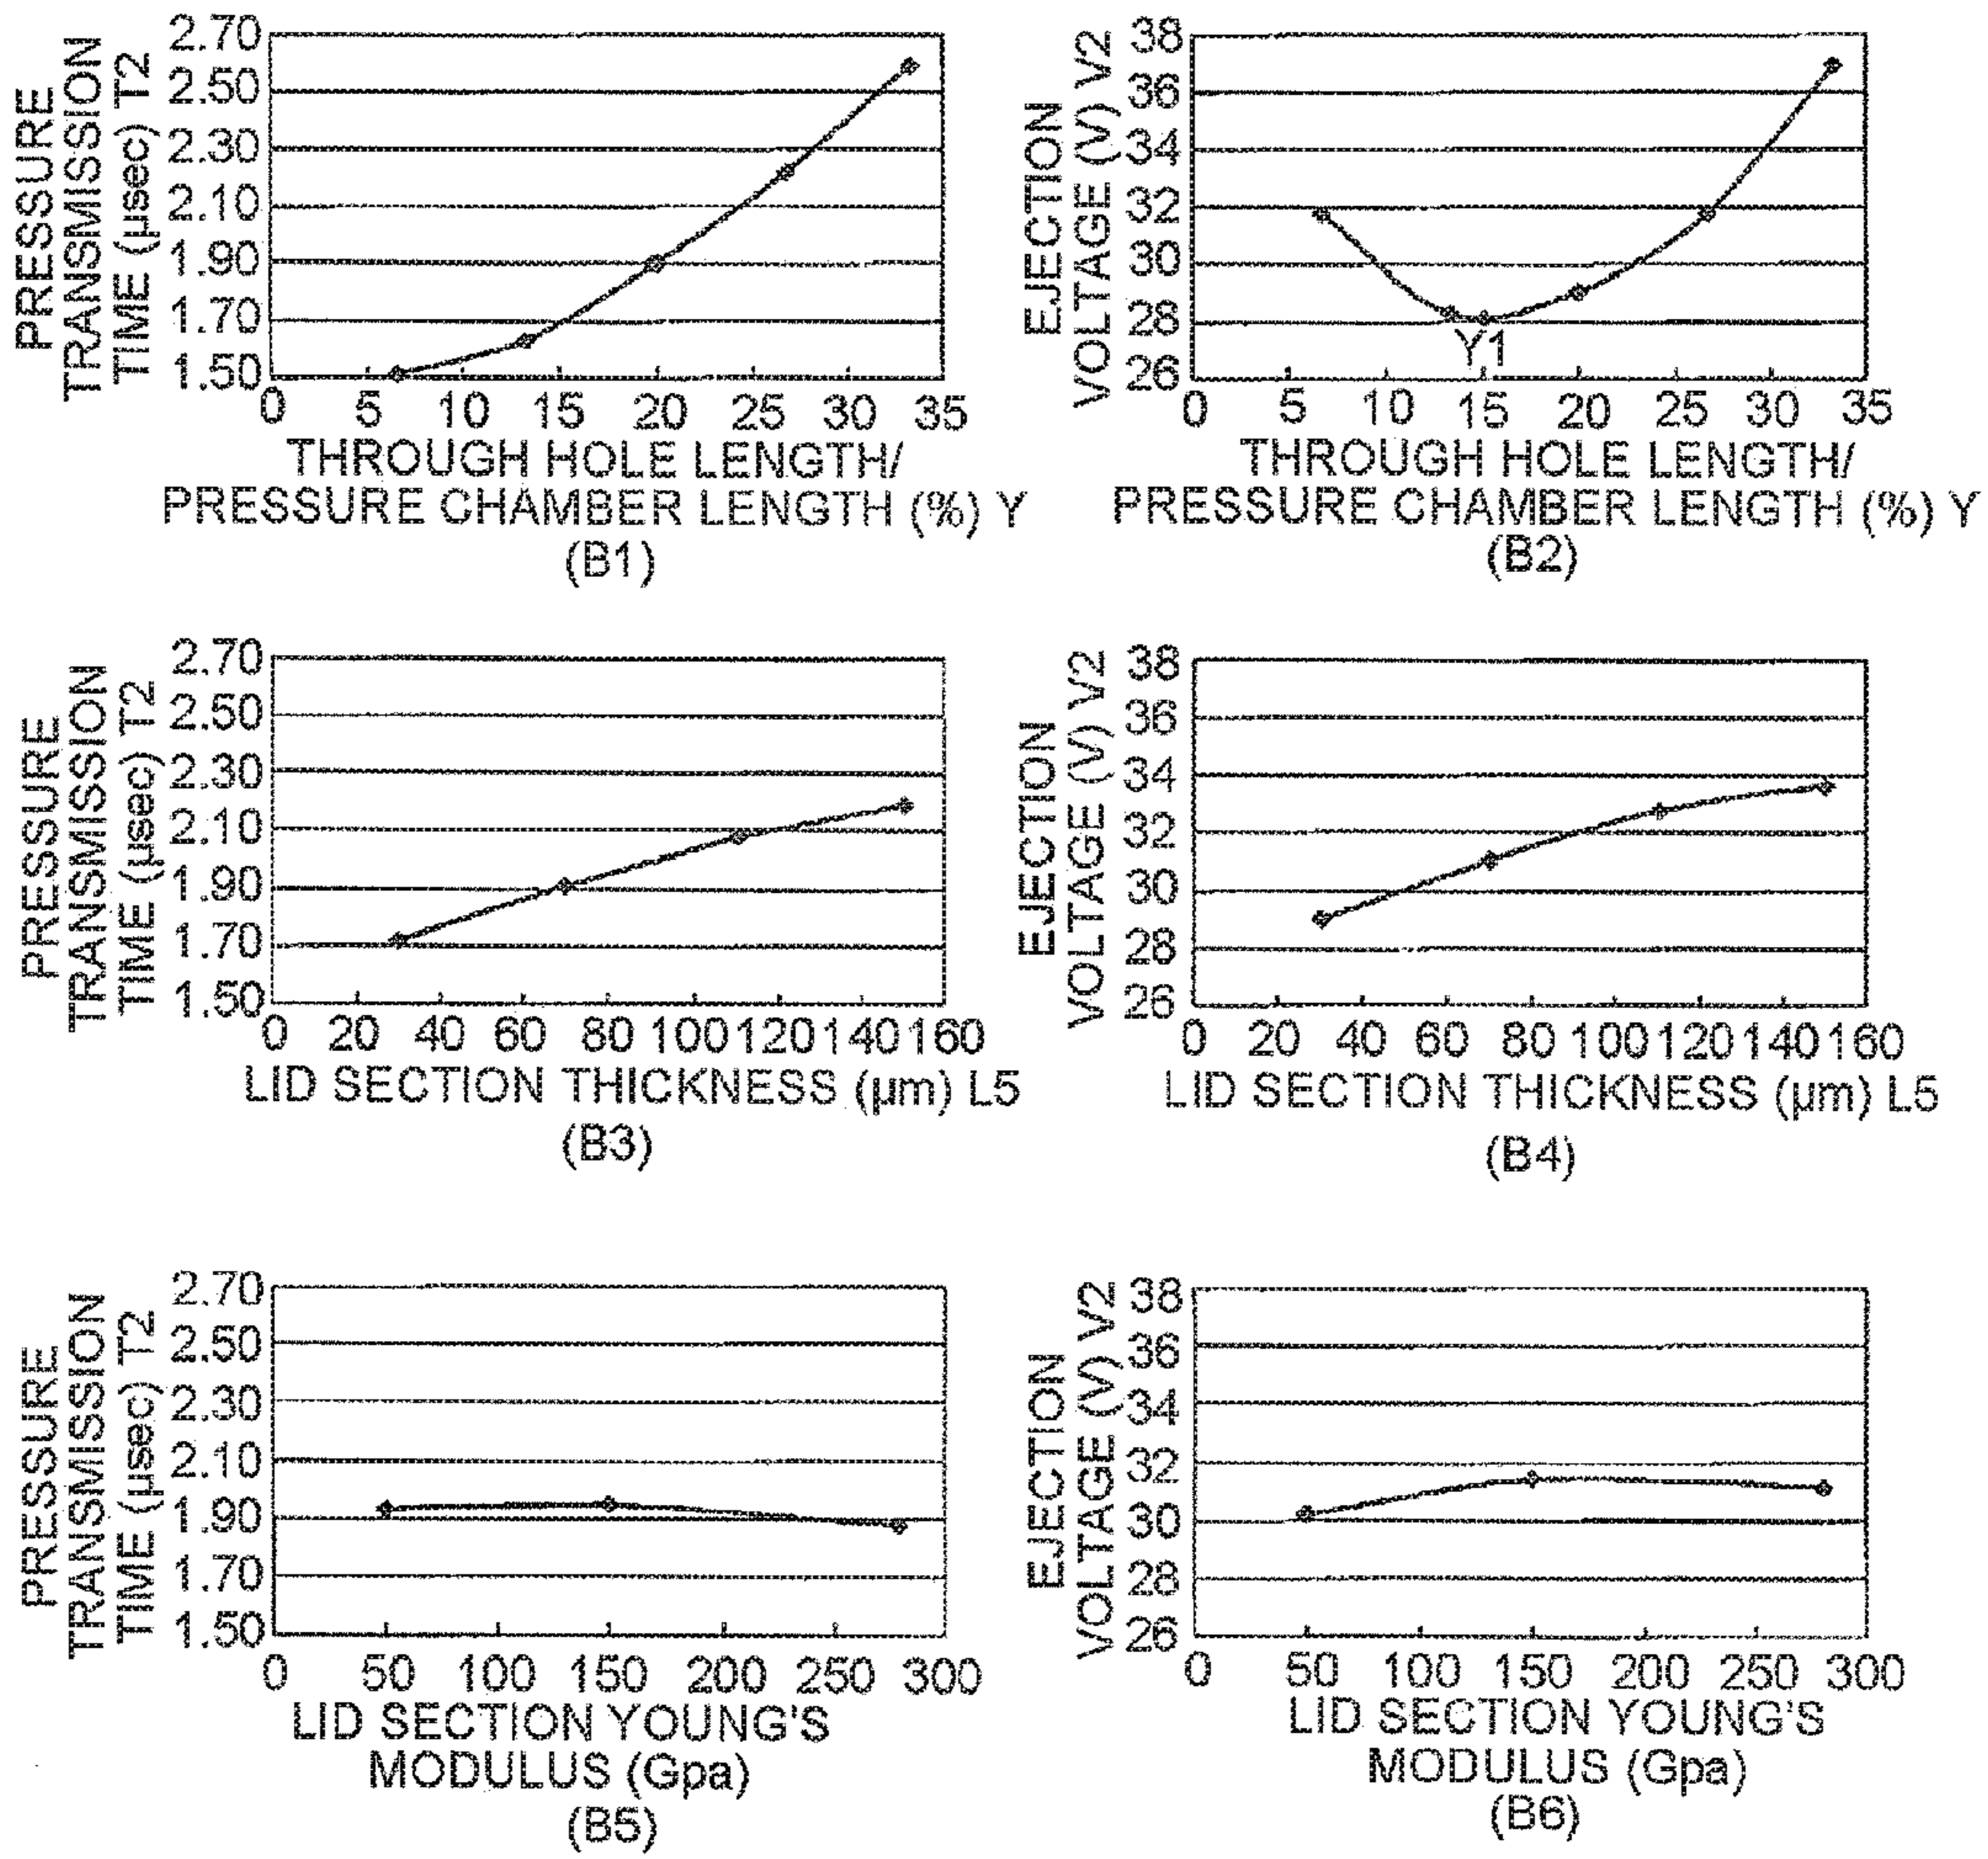 PRESSURE
TRANSMISSION
TIME (µsec) T2
2.70
2.50
2.30
2.10
1.90
1.70
1.50
0 5 10 15 20 25 30 35
THROUGH HOLE LENGTH/
PRESSURE CHAMBER LENGTH (%) Y
(B1)
EJECTION
VOLTAGE (V) V2
38
36
34
32
30
28
26
Y1
0 5 10 15 20 25 30 35
THROUGH HOLE LENGTH/
PRESSURE CHAMBER LENGTH (%) Y
(B2)
PRESSURE
TRANSMISSION
TIME (µsec) T2
2.70
2.50
2.30
2.10
1.90
1.70
1.50
0 20 40 60 80 100 120 140 160
LID SECTION THICKNESS (µm) L5
(B3)
EJECTION
VOLTAGE (V) V2
38
36
34
32
30
28
26
0 20 40 60 80 100 120 140 160
LID SECTION THICKNESS (µm) L5
(B4)
PRESSURE
TRANSMISSION
TIME (µsec) T2
2.70
2.50
2.30
2.10
1.90
1.70
1.50
0 50 100 150 200 250 300
LID SECTION YOUNG'S
MODULUS (Gpa)
(B5)
EJECTION
VOLTAGE (V) V2
38
36
34
32
30
28
26
0 50 100 150 200 250 300
LID SECTION YOUNG'S
MODULUS (Gpa)
(B6)